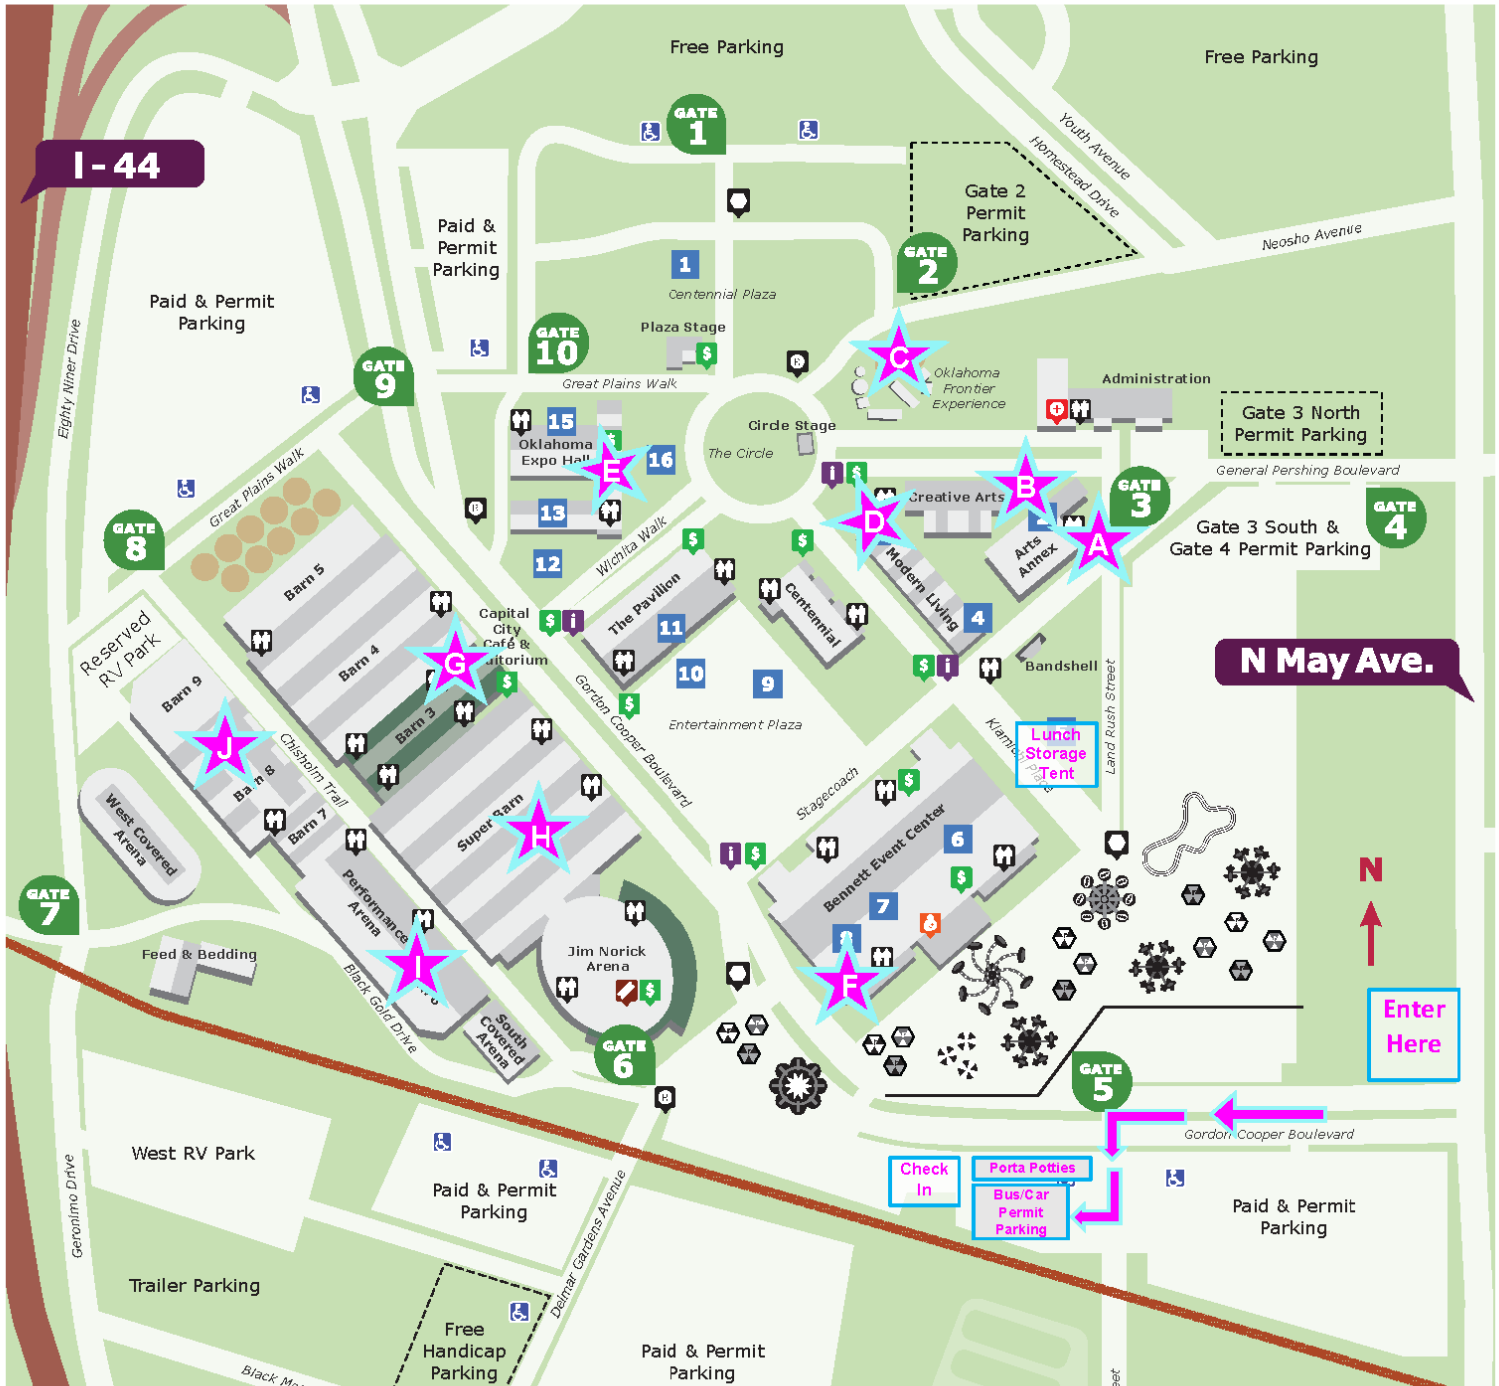 Free Parking
Free Parking
GATE
1
Youth Avenue
Homestead Drive
I - 44
Gate 2
Permit
Parking
Paid &
Permit
Parking
Neosho Avenue
GATE
2
1
Centennial Plaza
Paid & Permit
Parking
Plaza Stage
$
GATE
10
Eighty Niner Drive
GATE
9
Great Plains Walk
C
Oklahoma
Frontier
Experience
Administration
Gate 3 North
Permit Parking
15
Oklahoma
Expo Hall
16
E
Circle Stage
The Circle
General Pershing Boulevard
Great Plains Walk
i
$
B
Creative Arts
GATE
3
GATE
4
Gate 3 South &
Gate 4 Permit Parking
13
D
A
Arts
Annex
GATE
8
12
Wichita Walk
$
$
Modern Living
Barn 5
The Pavilion
Centennial
4
Capital
City
Café &
$
i
11
Reserved
RV Park
Barn 4
G
$
10
9
$
i
Bandshell
N May Ave.
Barn 9
Barn 3
$
Gordon Cooper Boulevard
Entertainment Plaza
Land Rush Street
J
Chisholm Trail
Lunch
Storage
Tent
Barn 8
Stagecoach
$
West Covered
Arena
Barn 7
Super Barn
H
Bennett Event Center
6
i
$
$
N
GATE
7
Performance
Arena
7
8
Feed & Bedding
Jim Norick
Arena
$
I
F
Black Gold Drive
South
Covered
Arena
Enter
Here
GATE
6
GATE
5
Gordon Cooper Boulevard
West RV Park
Check
In
Porta Potties
Bus/Car
Permit
Parking
Paid & Permit
Parking
Paid & Permit
Parking
Geronimo Drive
Delmar Gardens Avenue
Trailer Parking
Free
Handicap
Parking
Paid & Permit
Parking